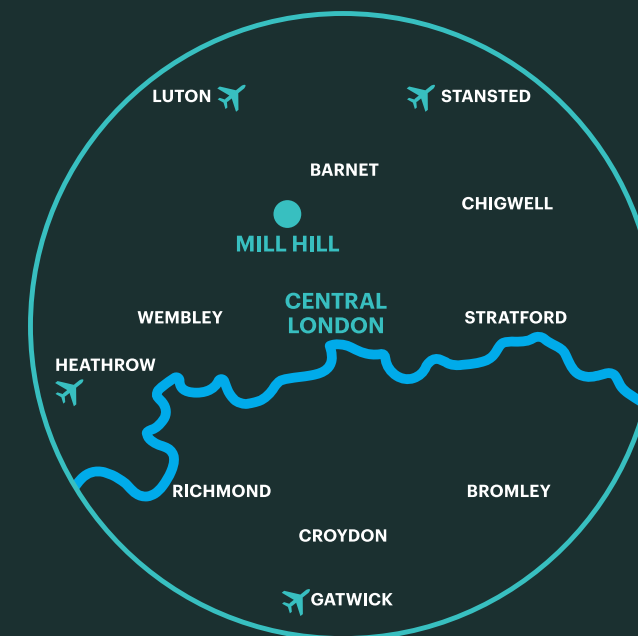 LUTON
STANSTED
BARNET
CHIGWELL
MILL HILL
CENTRAL
LONDON
WEMBLEY
STRATFORD
HEATHROW
RICHMOND
BROMLEY
CROYDON
GATWICK